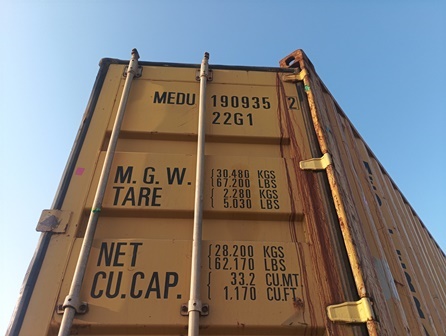 MEDU 190935 2
22G1
M.G.W. 30.480 KGS
67.200 LBS
TARE 2.280 KGS
5.030 LBS
NET 28.200 KGS
62.170 LBS
CU.CAP. 33.2 CU.MT
1.170 CU.FT